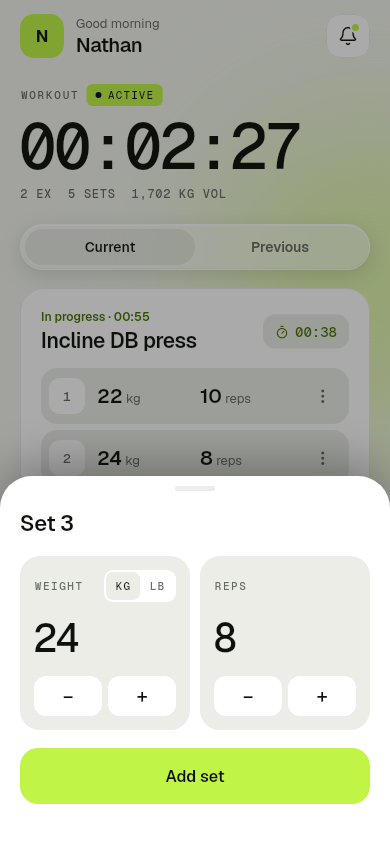 N
Good morning
Nathan
WORKOUT ACTIVE
00:02:27
2 EX 5 SETS 1,702 KG VOL
Current Previous
In progress · 00:55
Incline DB press
00:38
1 22 kg 10 reps
2 24 kg 8 reps
Set 3
WEIGHT KG LB
24
− +
REPS
8
− +
Add set